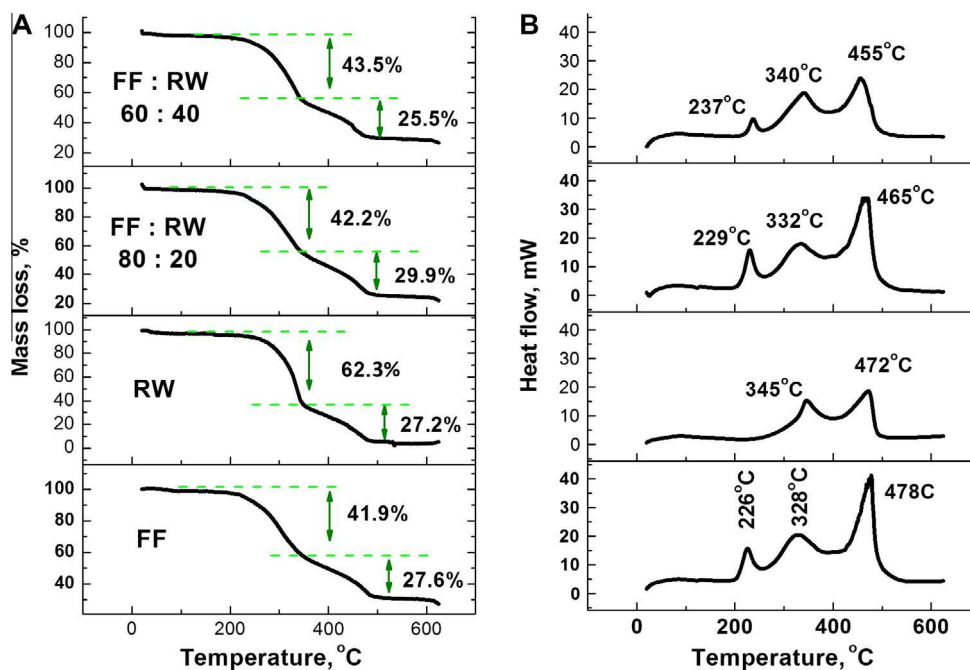 A
Mass loss, %
100
80
60
40
20
FF : RW
60 : 40
43.5%
25.5%
100
80
60
40
20
FF : RW
80 : 20
42.2%
29.9%
100
80
60
40
20
0
RW
62.3%
27.2%
100
80
60
40
FF
41.9%
27.6%
0
200
400
600
Temperature, °C
B
Heat flow, mW
40
30
20
10
0
237°C
340°C
455°C
40
30
20
10
0
229°C
332°C
465°C
40
30
20
10
0
345°C
472°C
40
30
20
10
0
226°C
328°C
478C
0
200
400
600
Temperature, °C